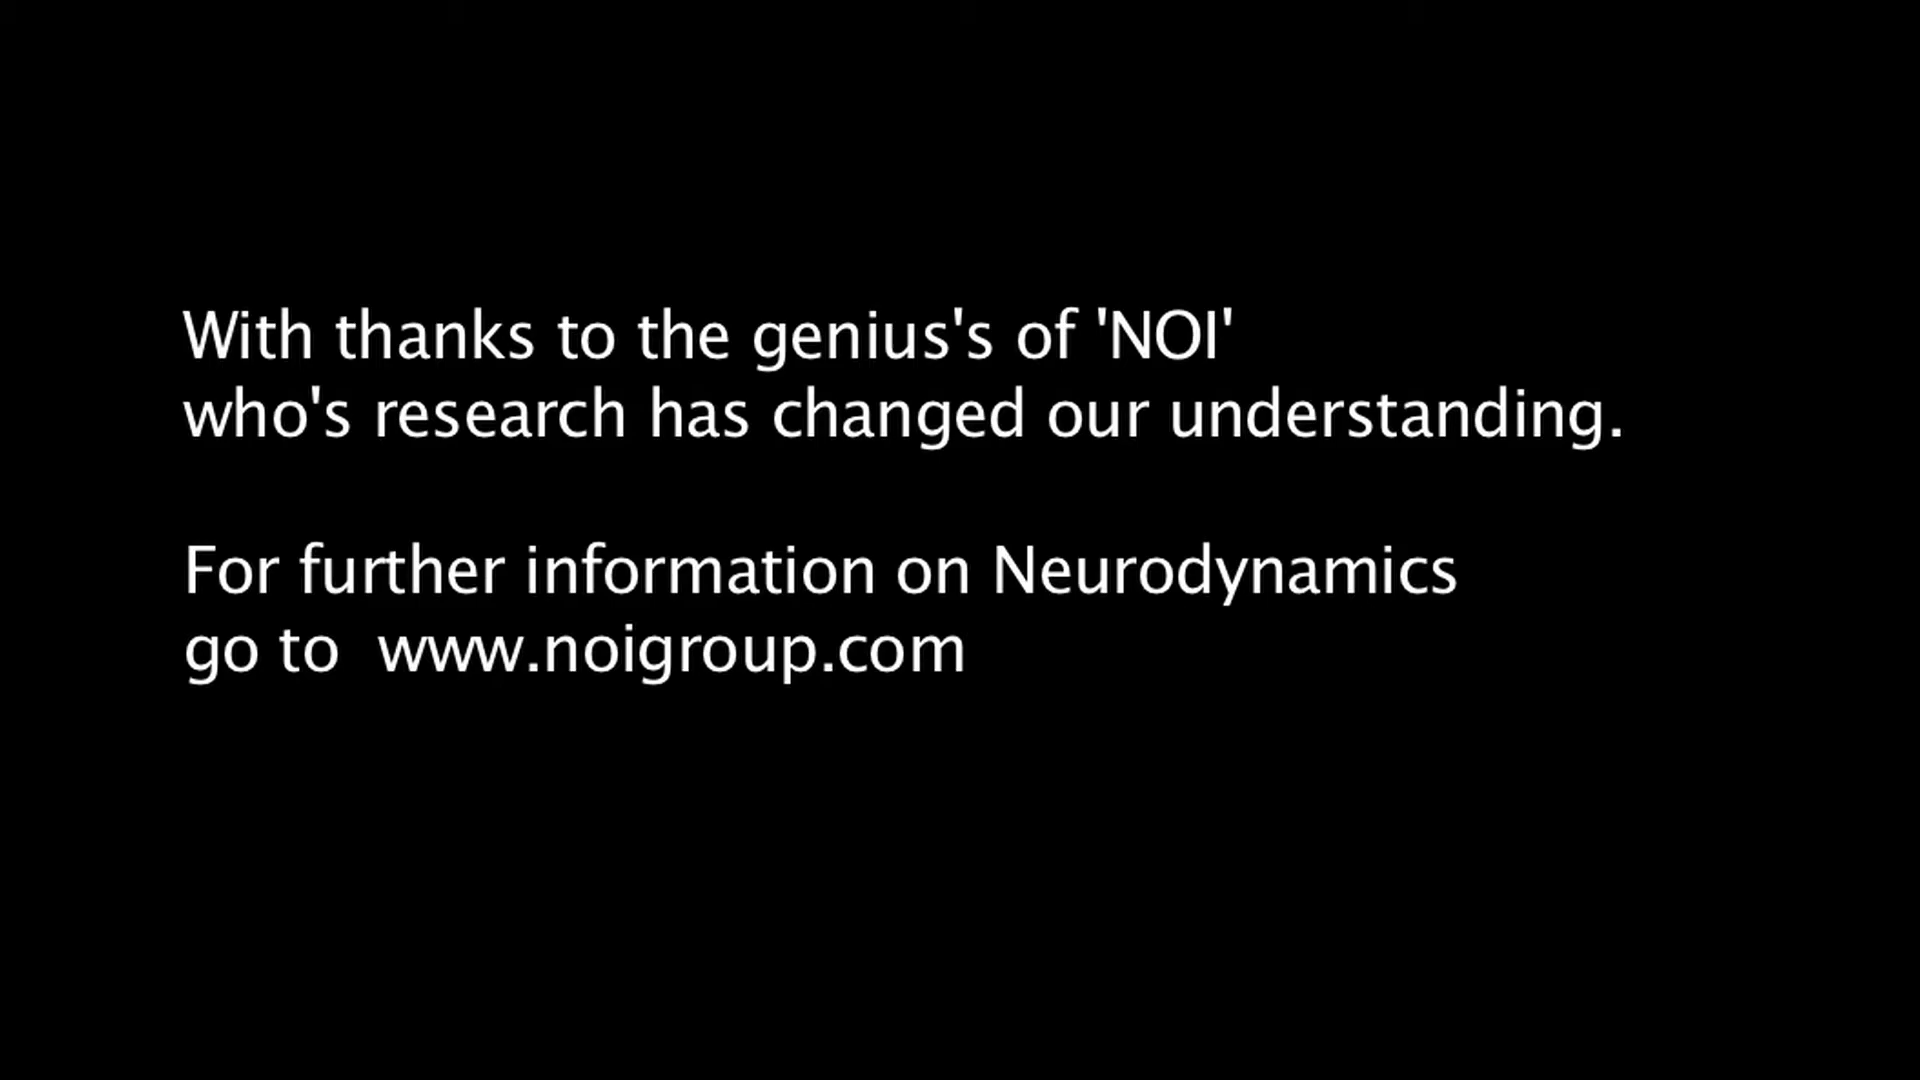 With thanks to the genius's of 'NOI'
who's research has changed our understanding.
For further information on Neurodynamics
go to  www.noigroup.com